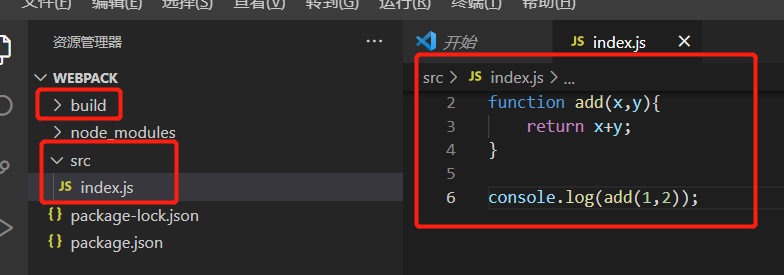 文件(F) 编辑(E) 选择(S) 查看(V) 转到(G) 运行(R) 终端(T) 帮助(H)
资源管理器 ···
WEBPACK
build
node_modules
src
JS index.js
{} package-lock.json
{} package.json
开始
JS index.js
src > JS index.js > ...
2 function add(x,y){
3 return x+y;
4 }
5
6 console.log(add(1,2));